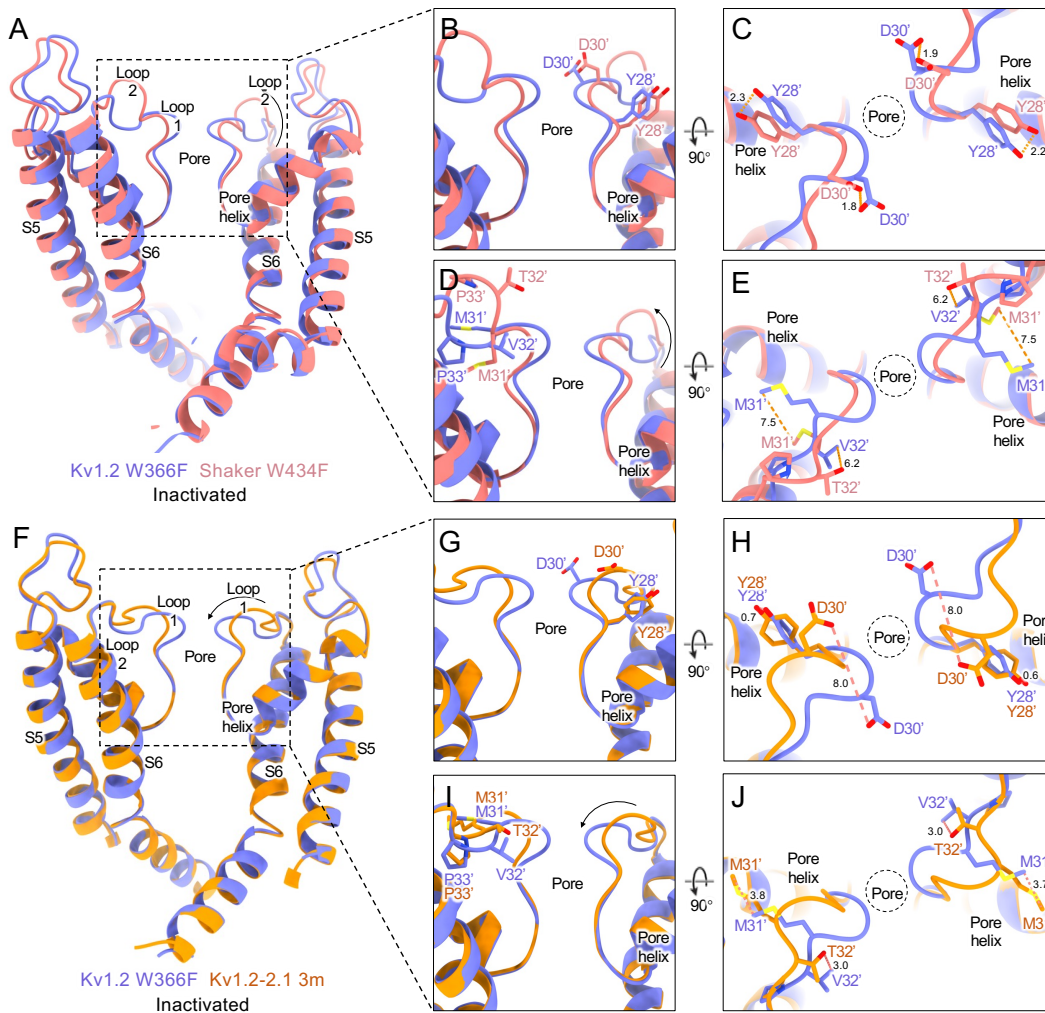 A
Loop
2
Loop
1
Loop
2
Pore
Pore
helix
S5
S6
S6
S5
Kv1.2 W366F Shaker W434F
Inactivated
B
D30'
D30'
Y28'
Y28'
Pore
90°
C
D30'
1.9
D30'
Pore
helix
Y28'
2.3
Y28'
Pore
helix
Pore
Y28'
Y28'
2.2
D30'
1.8
D30'
D
T32'
P33'
M31'
V32'
P33'
M31'
Pore
Pore
helix
90°
E
T32'
6.2
V32'
M31'
7.5
M31'
Pore
helix
Pore
Pore
helix
M31'
7.5
M31'
V32'
6.2
T32'
F
Loop
1
Loop
1
Loop
2
Pore
Pore
helix
S5
S6
S6
S5
Kv1.2 W366F Kv1.2-2.1 3m
Inactivated
G
D30'
D30'
Y28'
Y28'
Pore
Pore
helix
90°
H
D30'
Y28'
Y28'
D30'
0.7
8.0
Pore
Pore
helix
Pore
helix
D30'
0.6
Y28'
Y28'
8.0
D30'
I
M31'
M31'
T32'
V32'
P33'
P33'
Pore
Pore
helix
90°
J
V32'
3.0
T32'
M31'
3.7
M3
Pore
helix
Pore
Pore
helix
M31'
3.8
M31'
T32'
3.0
V32'